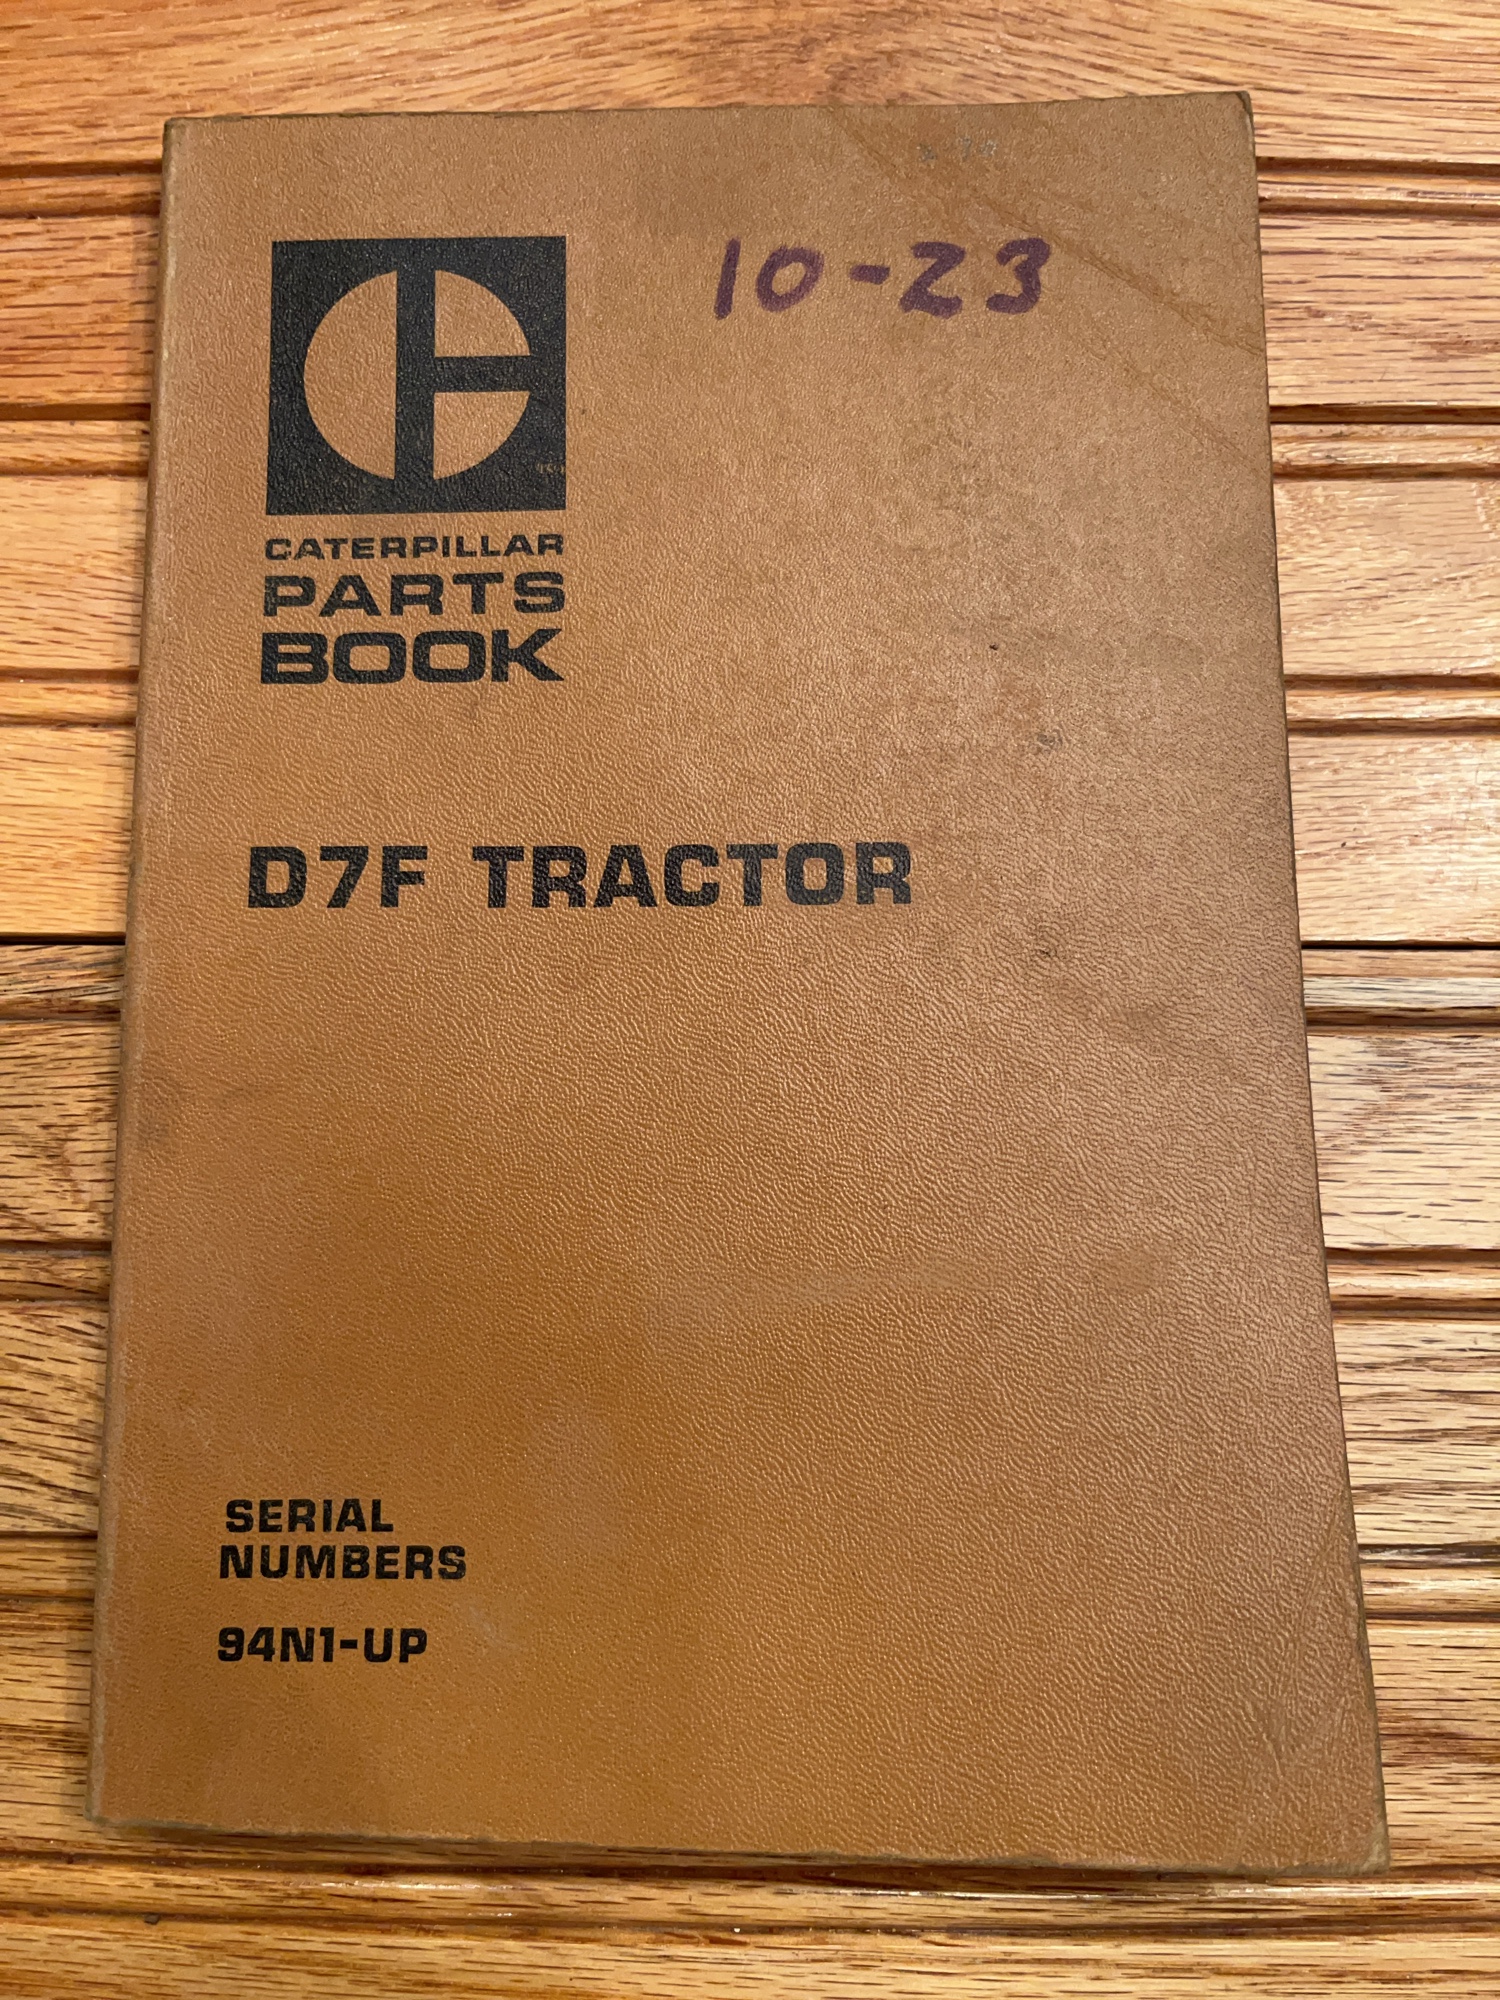 10-23
CATERPILLAR
PARTS
BOOK
D7F TRACTOR
SERIAL
NUMBERS
94N1-UP